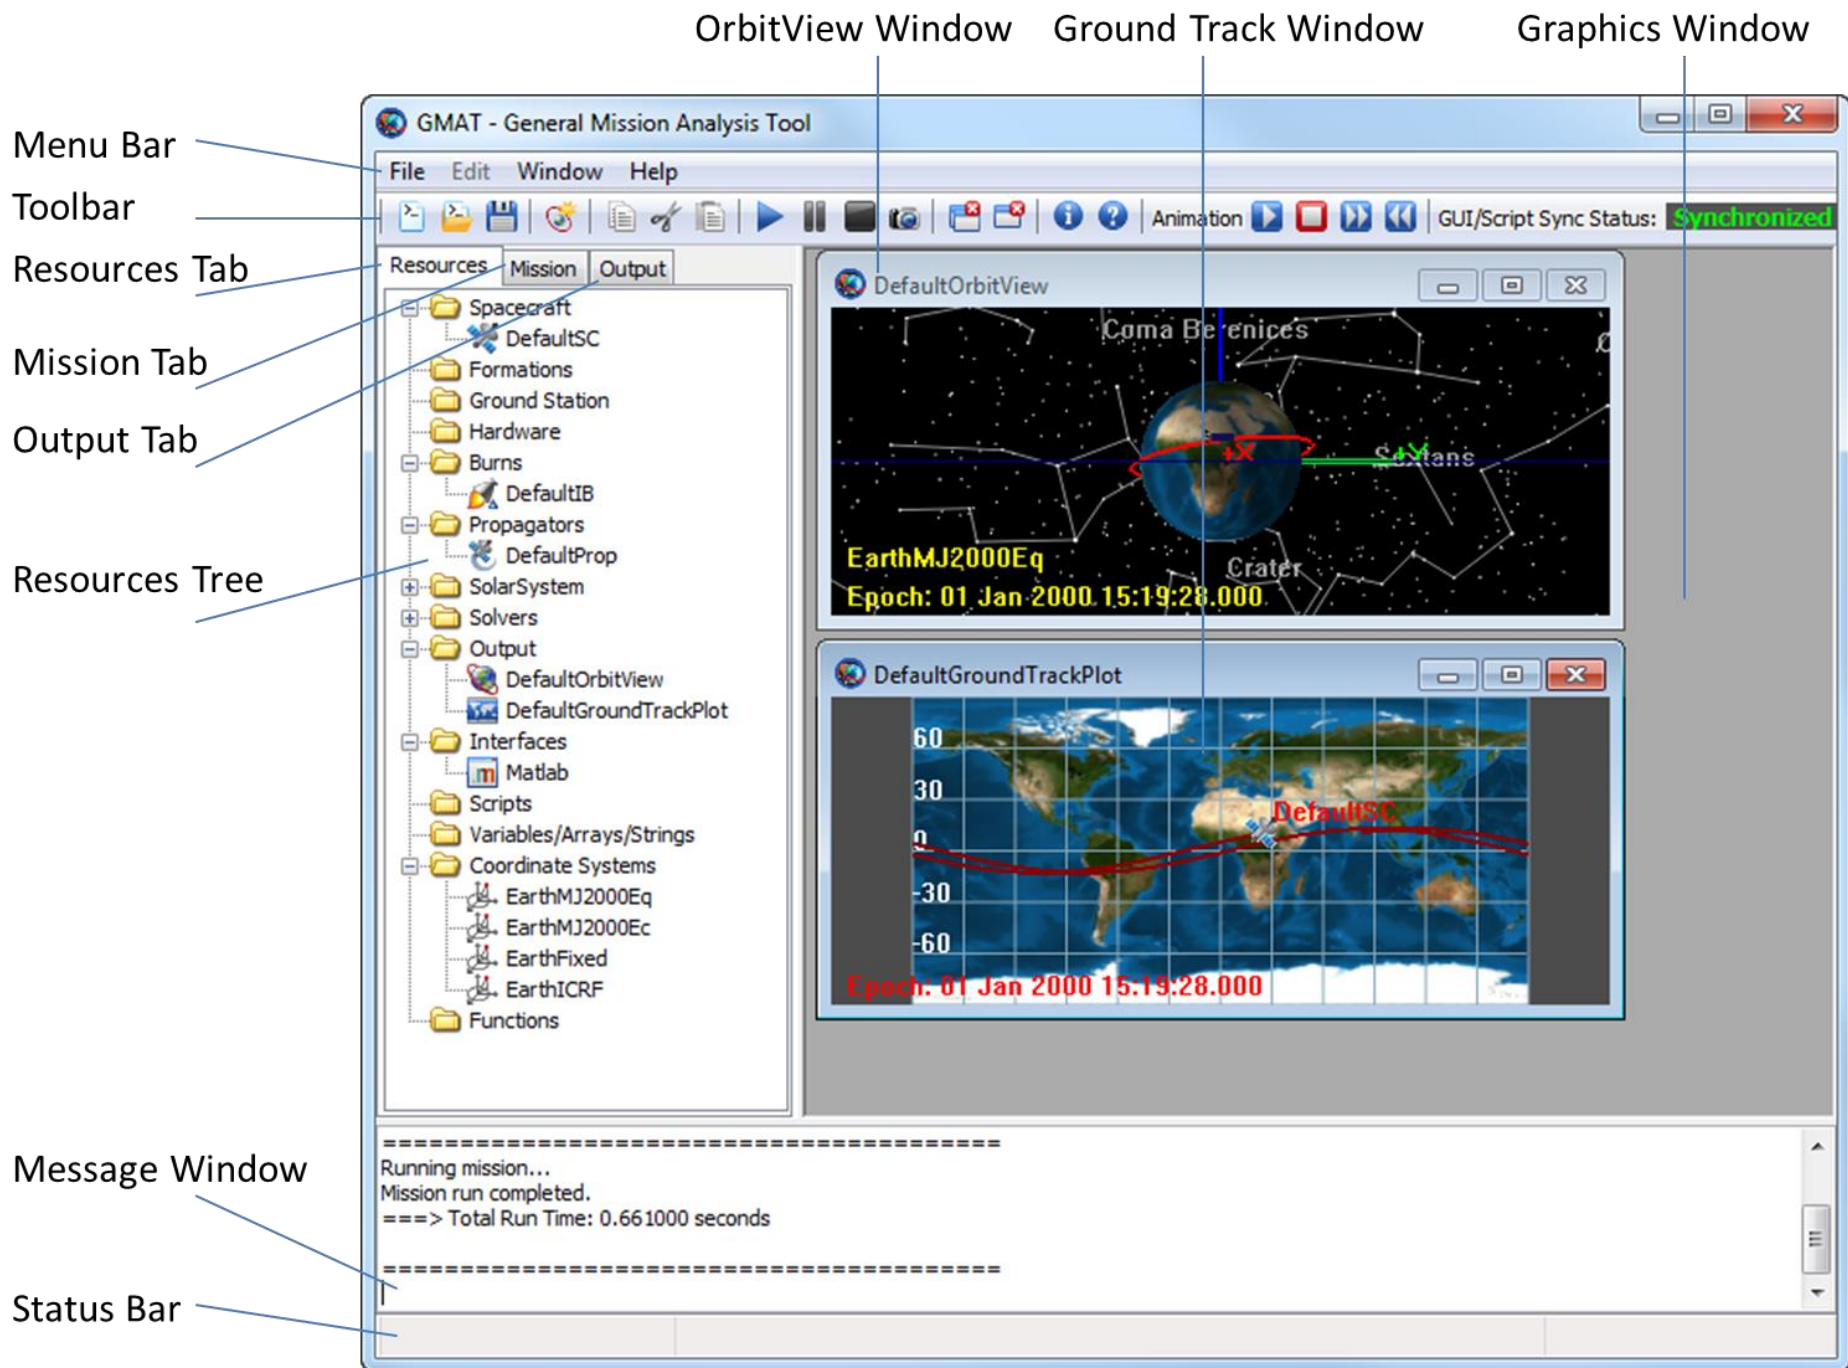 OrbitView Window Ground Track Window Graphics Window
GMAT - General Mission Analysis Tool
Menu Bar
File Edit Window Help
Toolbar
Animation GUI/Script Sync Status: Synchronized
Resources Tab
Resources Mission Output
Mission Tab
Output Tab
Resources Tree
Spacecraft
DefaultSC
Formations
Ground Station
Hardware
Burns
DefaultIB
Propagators
DefaultProp
SolarSystem
Solvers
Output
DefaultOrbitView
DefaultGroundTrackPlot
Interfaces
Matlab
Scripts
Variables/Arrays/Strings
Coordinate Systems
EarthMJ2000Eq
EarthMJ2000Ec
EarthFixed
EarthICRF
Functions
DefaultOrbitView
Coma Berenices
C
+X
+Y
Sextans
EarthMJ2000Eq
Crater
Epoch: 01 Jan 2000 15:19:28.000
DefaultGroundTrackPlot
60
30
DefaultSC
0
-30
-60
Epoch: 01 Jan 2000 15:19:28.000
Message Window
========================================
Running mission...
Mission run completed.
===> Total Run Time: 0.661000 seconds
========================================
Status Bar